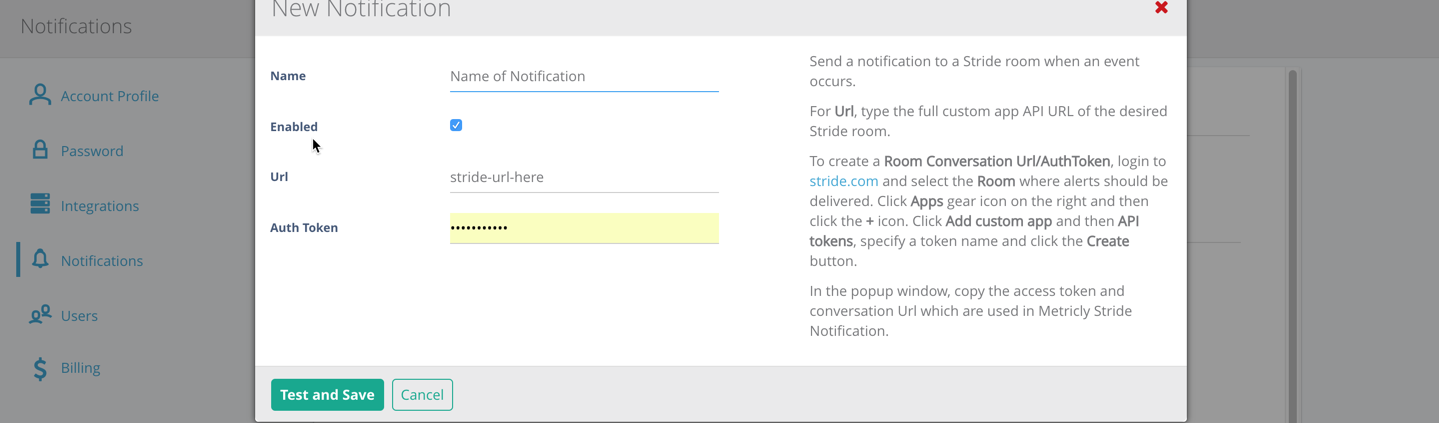 Notifications
Account Profile
Password
Integrations
Notifications
Users
Billing
New Notification
Name
Name of Notification
Enabled
Url
stride-url-here
Auth Token
•••••••••••
Send a notification to a Stride room when an event
occurs.
For Url, type the full custom app API URL of the desired
Stride room.
To create a Room Conversation Url/AuthToken, login to
stride.com and select the Room where alerts should be
delivered. Click Apps gear icon on the right and then
click the + icon. Click Add custom app and then API
tokens, specify a token name and click the Create
button.
In the popup window, copy the access token and
conversation Url which are used in Metricly Stride
Notification.
Test and Save
Cancel